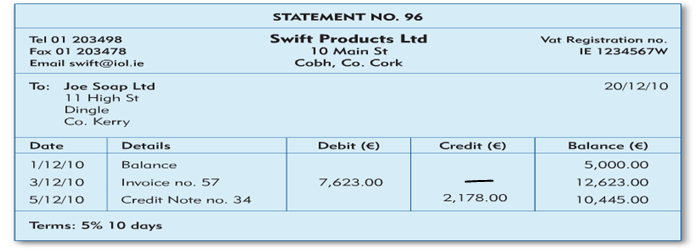 STATEMENT NO. 96
Tel 01 203498 Swift Products Ltd Vat Registration no.
Fax 01 203478 10 Main St IE 1234567W
Email swift@iol.ie Cobh, Co. Cork
To: Joe Soap Ltd 20/12/10
11 High St
Dingle
Co. Kerry
Date Details Debit (€) Credit (€) Balance (€)
1/12/10 Balance 5,000.00
3/12/10 Invoice no. 57 7,623.00 — 12,623.00
5/12/10 Credit Note no. 34 2,178.00 10,445.00
Terms: 5% 10 days